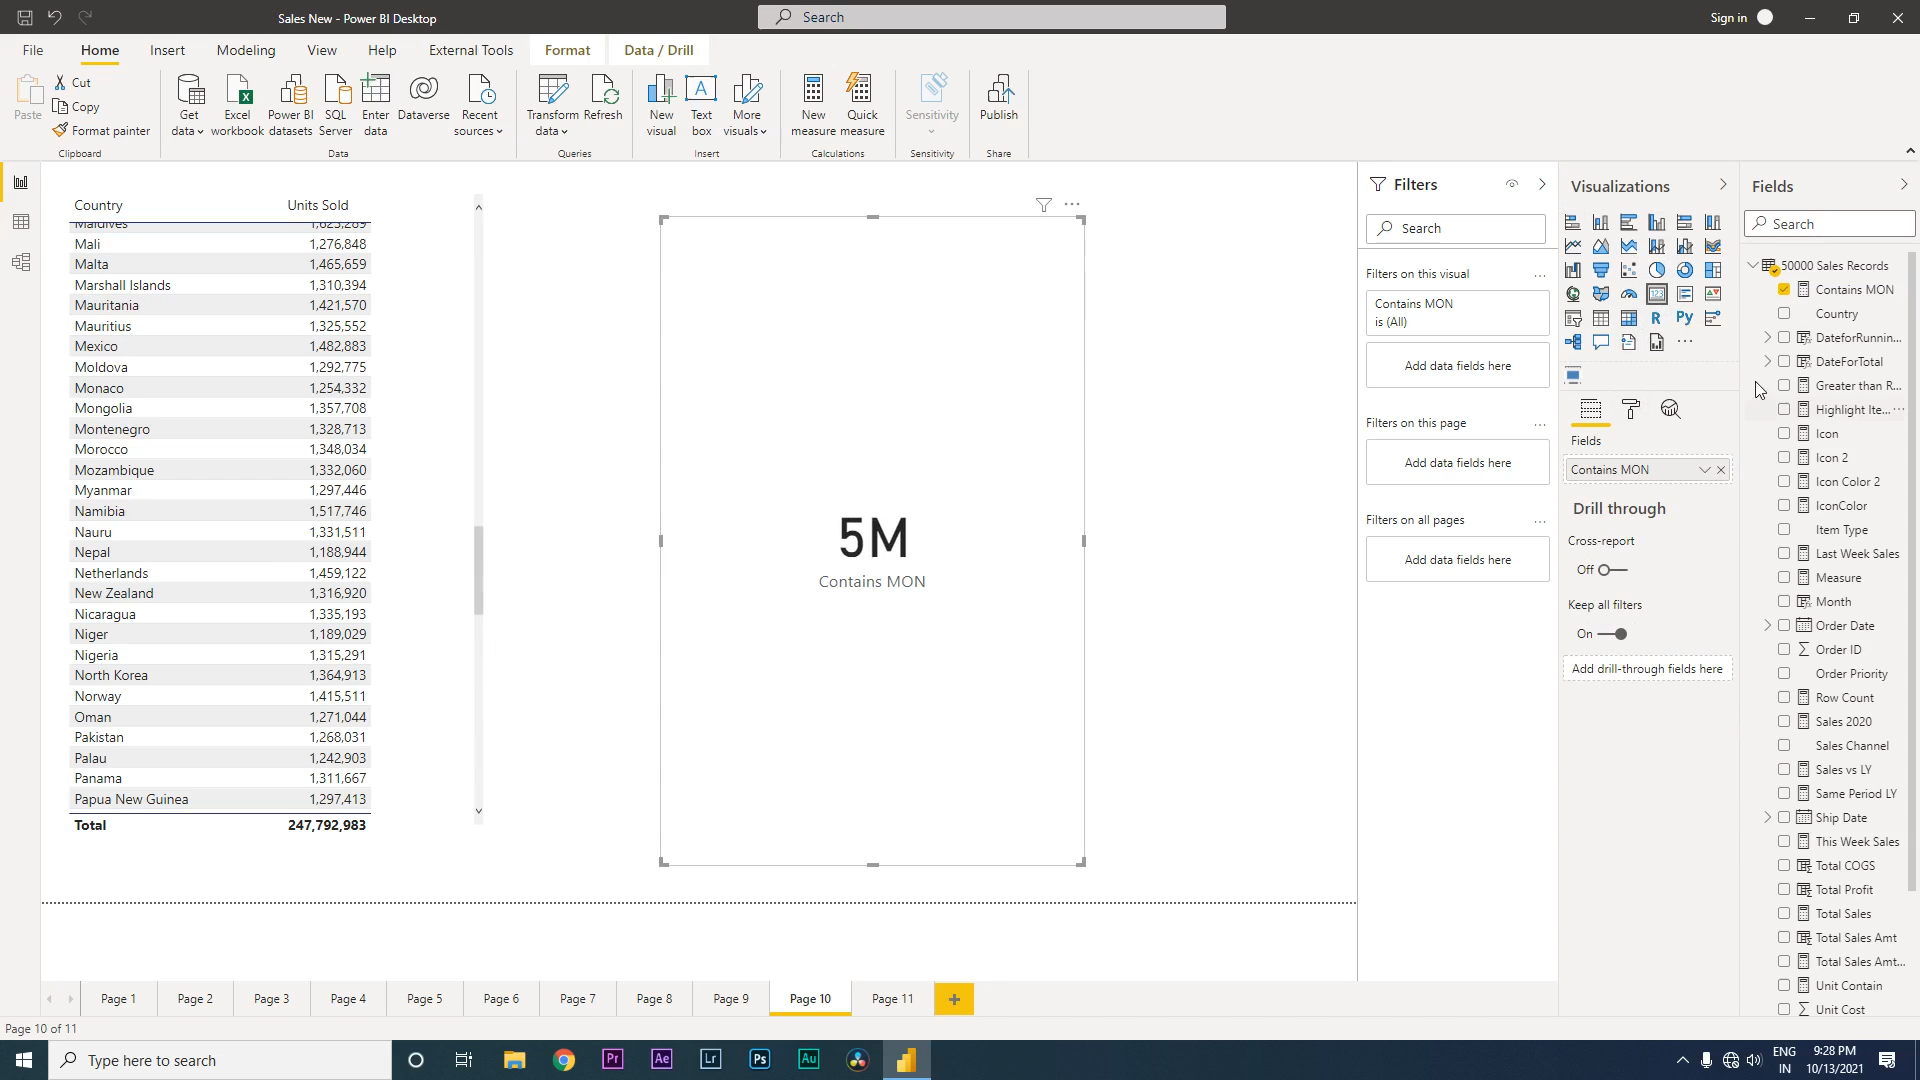 Sales New - Power BI Desktop
Search
Sign in
File
Home
Insert
Modeling
View
Help
External Tools
Format
Data / Drill
Paste
Cut
Copy
Format painter
Clipboard
Get data
Excel workbook
Power BI datasets
SQL Server
Enter data
Dataverse
Recent sources
Data
Transform data
Refresh
Queries
New visual
Text box
More visuals
Insert
New measure
Quick measure
Calculations
Sensitivity
Sensitivity
Publish
Share
Country Units Sold
Maldives 1,623,289
Mali 1,276,848
Malta 1,465,659
Marshall Islands 1,310,394
Mauritania 1,421,570
Mauritius 1,325,552
Mexico 1,482,883
Moldova 1,292,775
Monaco 1,254,332
Mongolia 1,357,708
Montenegro 1,328,713
Morocco 1,348,034
Mozambique 1,332,060
Myanmar 1,297,446
Namibia 1,517,746
Nauru 1,331,511
Nepal 1,188,944
Netherlands 1,459,122
New Zealand 1,316,920
Nicaragua 1,335,193
Niger 1,189,029
Nigeria 1,315,291
North Korea 1,364,913
Norway 1,415,511
Oman 1,271,044
Pakistan 1,268,031
Palau 1,242,903
Panama 1,311,667
Papua New Guinea 1,297,413
Total 247,792,983
5M
Contains MON
Filters
Search
Filters on this visual
Contains MON
is (All)
Add data fields here
Filters on this page
Add data fields here
Filters on all pages
Add data fields here
Visualizations
123
R
Py
Fields
Contains MON
Drill through
Cross-report
Off
Keep all filters
On
Add drill-through fields here
Fields
Search
50000 Sales Records
Contains MON
Country
DateforRunnin...
DateForTotal
Greater than R...
Highlight Ite...
Icon
Icon 2
Icon Color 2
IconColor
Item Type
Last Week Sales
Measure
Month
Order Date
Order ID
Order Priority
Row Count
Sales 2020
Sales Channel
Sales vs LY
Same Period LY
Ship Date
This Week Sales
Total COGS
Total Profit
Total Sales
Total Sales Amt
Total Sales Amt...
Unit Contain
Unit Cost
Page 1
Page 2
Page 3
Page 4
Page 5
Page 6
Page 7
Page 8
Page 9
Page 10
Page 11
Page 10 of 11
Type here to search
Pr
Ae
Lr
Ps
Au
ENG
IN
9:28 PM
10/13/2021